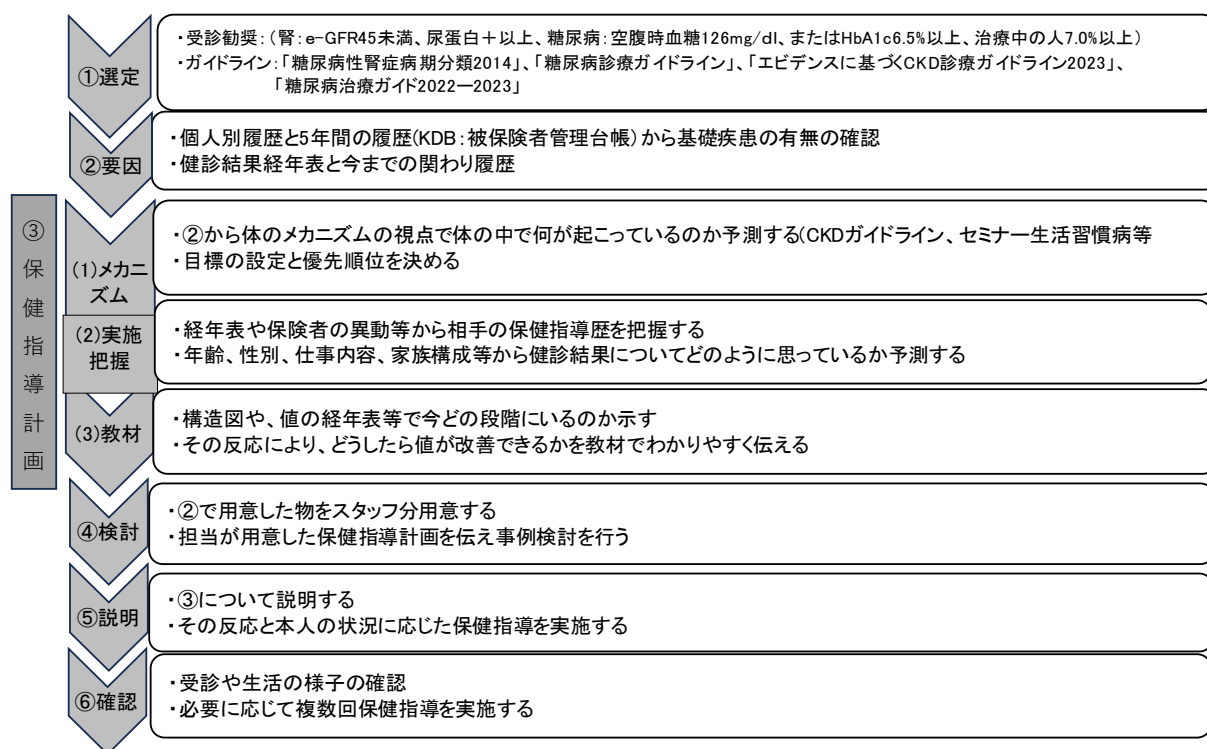 ①選定
・受診勧奨：（腎：e-GFR45未満、尿蛋白＋以上、糖尿病：空腹時血糖126mg/dl、またはHbA1c6.5%以上、治療中の人7.0%以上）
・ガイドライン：「糖尿病性腎症病期分類2014」、「糖尿病診療ガイドライン」、「エビデンスに基づくCKD診療ガイドライン2023」、
「糖尿病治療ガイド2022ー2023」
②要因
・個人別履歴と5年間の履歴(KDB：被保険者管理台帳)から基礎疾患の有無の確認
・健診結果経年表と今までの関わり履歴
③保健指導計画
(1)メカニ
ズム
・②から体のメカニズムの視点で体の中で何が起こっているのか予測する(CKDガイドライン、セミナー生活習慣病等
・目標の設定と優先順位を決める
(2)実施
把握
・経年表や保険者の異動等から相手の保健指導歴を把握する
・年齢、性別、仕事内容、家族構成等から健診結果についてどのように思っているか予測する
(3)教材
・構造図や、値の経年表等で今どの段階にいるのか示す
・その反応により、どうしたら値が改善できるかを教材でわかりやすく伝える
④検討
・②で用意した物をスタッフ分用意する
・担当が用意した保健指導計画を伝え事例検討を行う
⑤説明
・③について説明する
・その反応と本人の状況に応じた保健指導を実施する
⑥確認
・受診や生活の様子の確認
・必要に応じて複数回保健指導を実施する